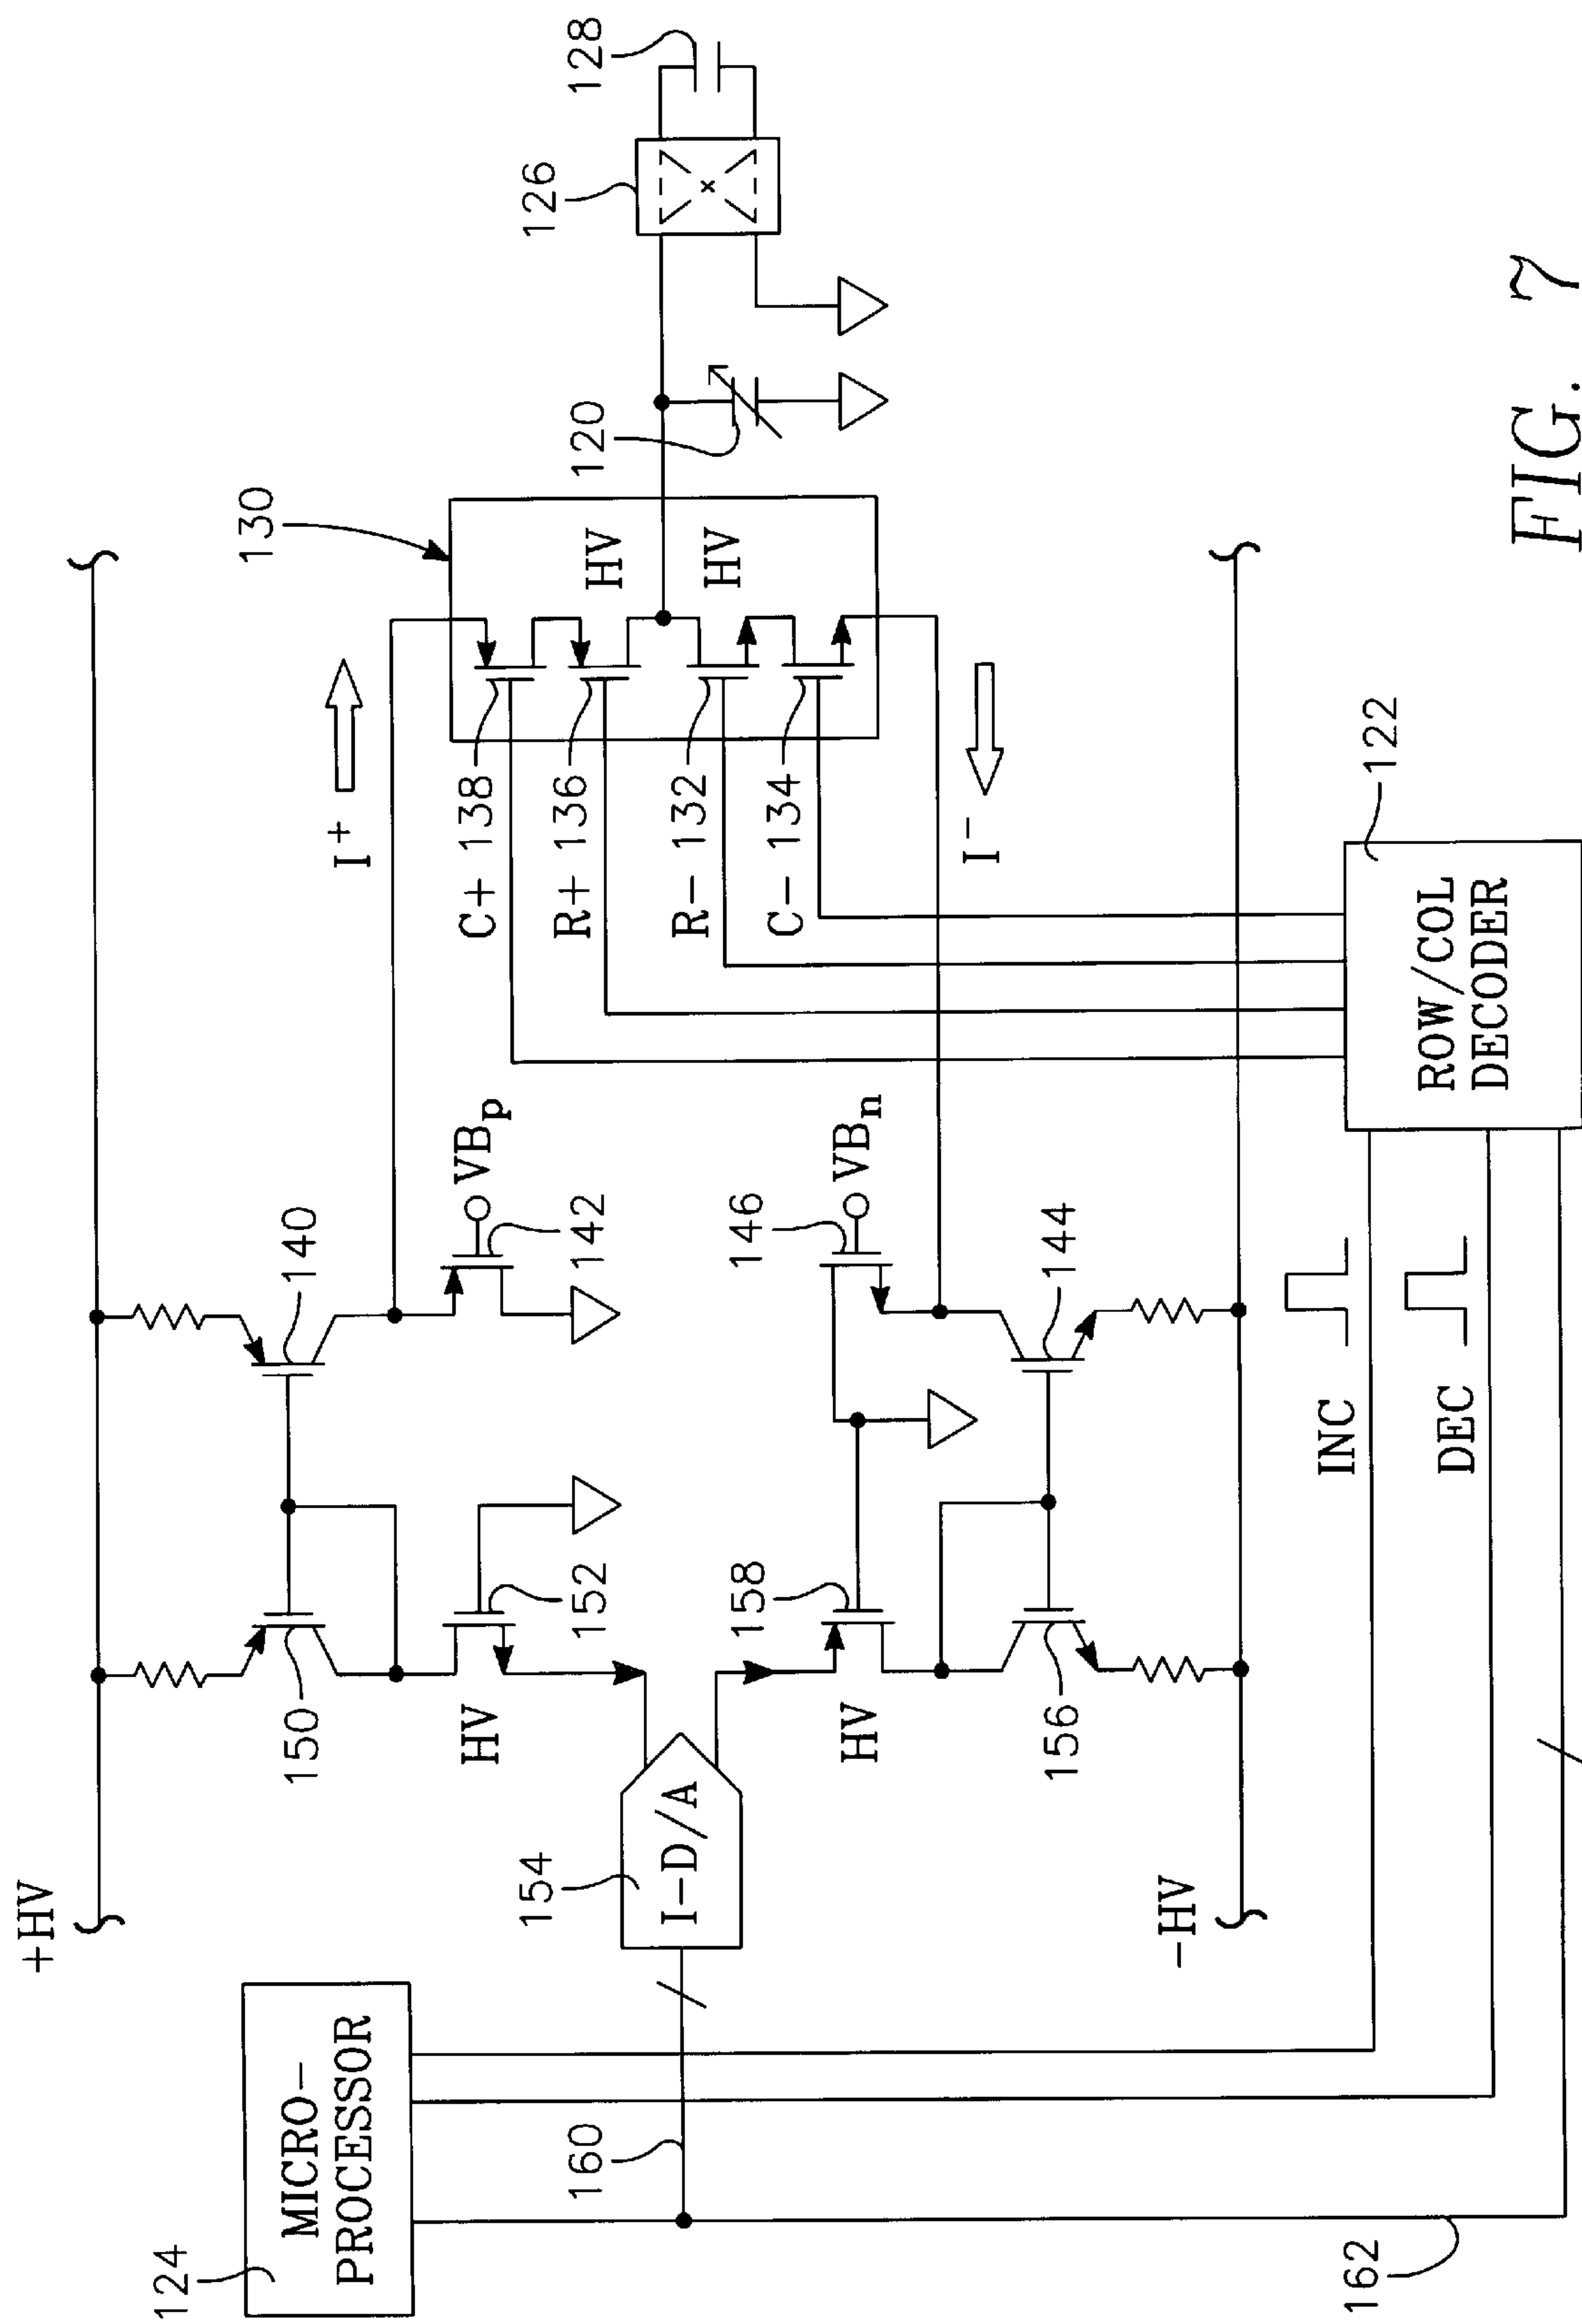 +HV
124
MICRO-
PROCESSOR
150
140
I+
130
C+ 138
R+ 136
HV
R- 132
HV
C- 134
120
126
128
HV
152
142
VBp
154
I-D/A
160
158
HV
146
VBn
I-
156
144
-HV
INC
DEC
122
ROW/COL
DECODER
162
FIG. 7